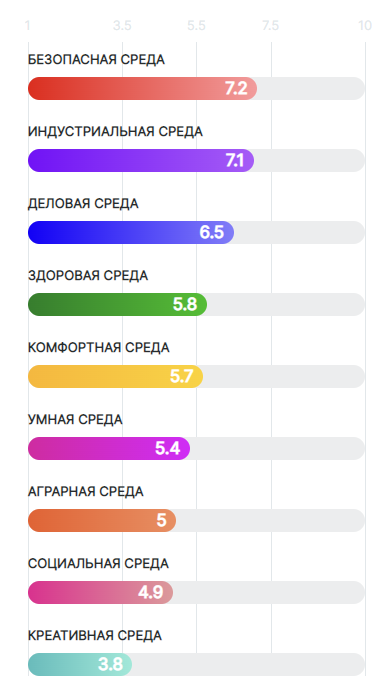 1 3.5 5.5 7.5 10
БЕЗОПАСНАЯ СРЕДА
7.2
ИНДУСТРИАЛЬНАЯ СРЕДА
7.1
ДЕЛОВАЯ СРЕДА
6.5
ЗДОРОВАЯ СРЕДА
5.8
КОМФОРТНАЯ СРЕДА
5.7
УМНАЯ СРЕДА
5.4
АГРАРНАЯ СРЕДА
5
СОЦИАЛЬНАЯ СРЕДА
4.9
КРЕАТИВНАЯ СРЕДА
3.8